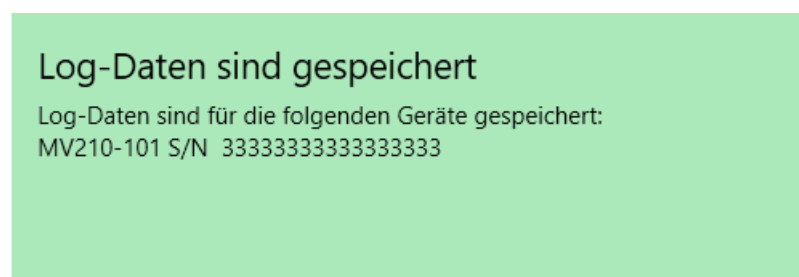 Log-Daten sind gespeichert
Log-Daten sind für die folgenden Geräte gespeichert:
MV210-101 S/N  33333333333333333